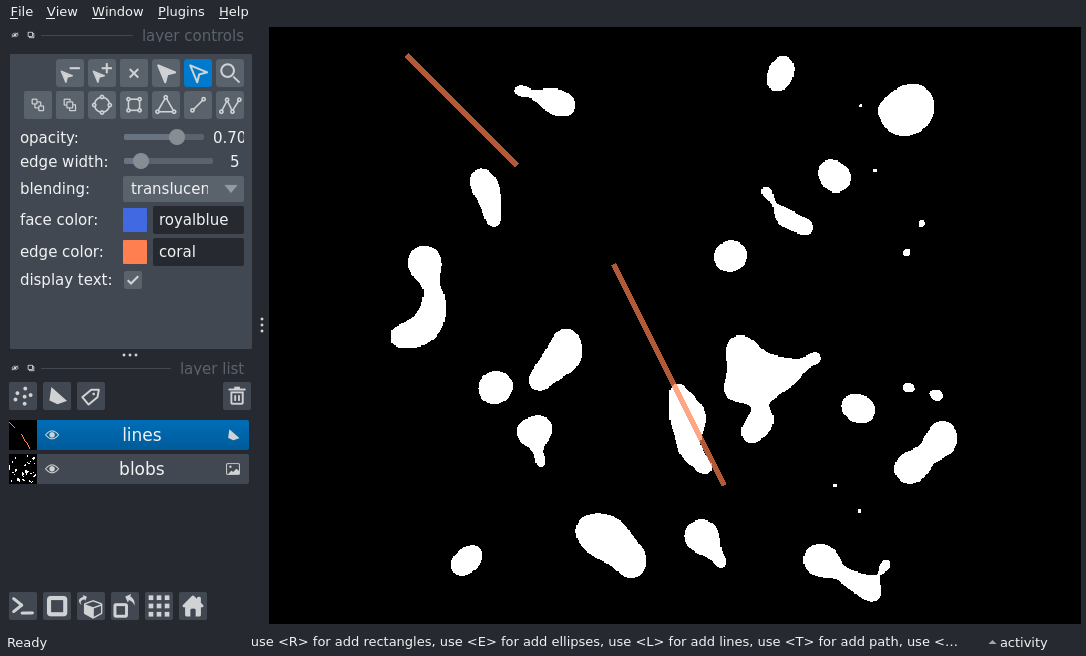 File View Window Plugins Help
layer controls
opacity: 0.70
edge width: 5
blending: translucen
face color: royalblue
edge color: coral
display text:
layer list
lines
blobs
Ready use <R> for add rectangles, use <E> for add ellipses, use <L> for add lines, use <T> for add path, use <... activity